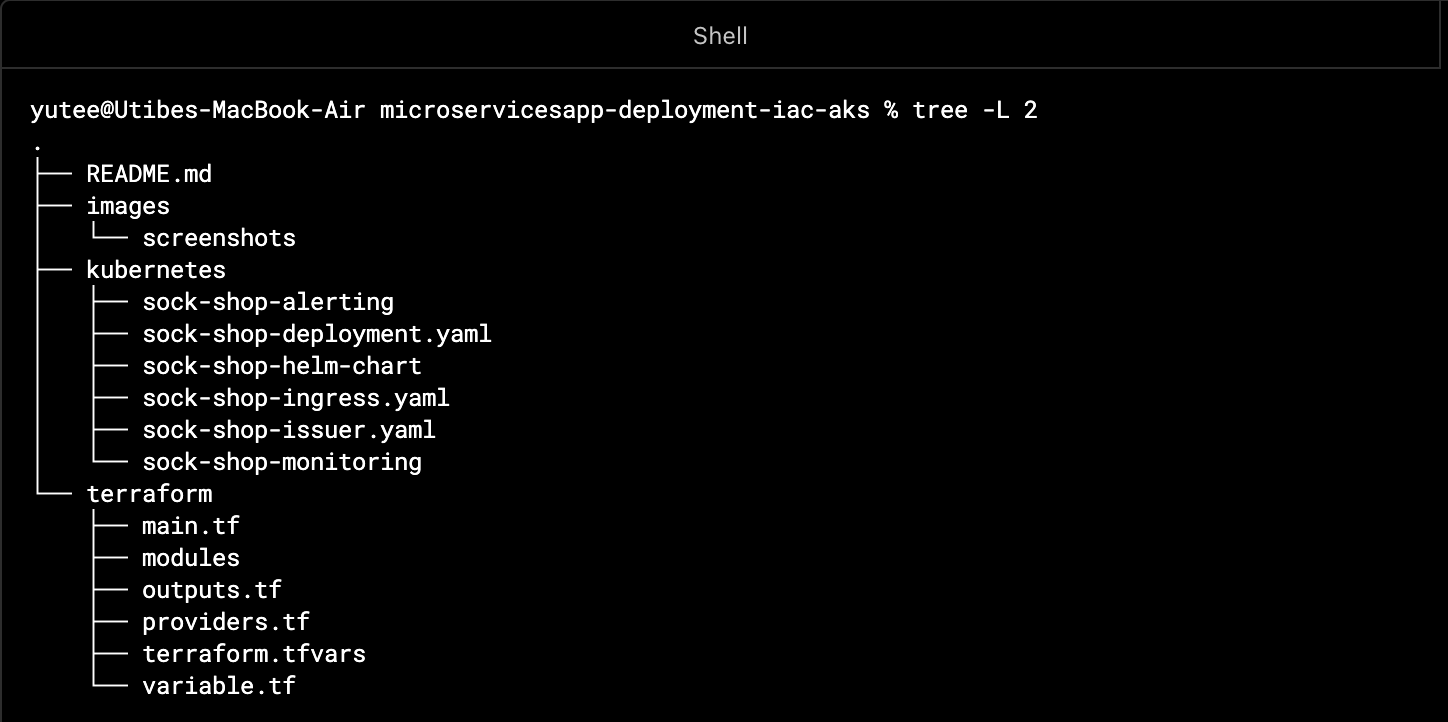 Shell
yutee@Utibes-MacBook-Air microservicesapp-deployment-iac-aks % tree -L 2
.
├── README.md
├── images
│   └── screenshots
├── kubernetes
│   ├── sock-shop-alerting
│   ├── sock-shop-deployment.yaml
│   ├── sock-shop-helm-chart
│   ├── sock-shop-ingress.yaml
│   ├── sock-shop-issuer.yaml
│   └── sock-shop-monitoring
└── terraform
    ├── main.tf
    ├── modules
    ├── outputs.tf
    ├── providers.tf
    ├── terraform.tfvars
    └── variable.tf